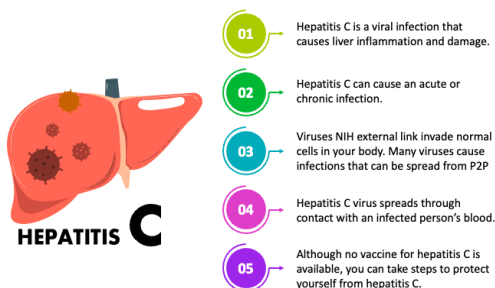 01
Hepatitis C is a viral infection that
causes liver inflammation and damage.
02
Hepatitis C can cause an acute or
chronic infection.
03
Viruses NIH external link invade normal
cells in your body. Many viruses cause
infections that can be spread from P2P
04
Hepatitis C virus spreads through
contact with an infected person's blood.
05
Although no vaccine for hepatitis C is
available, you can take steps to protect
yourself from hepatitis C.
HEPATITIS C